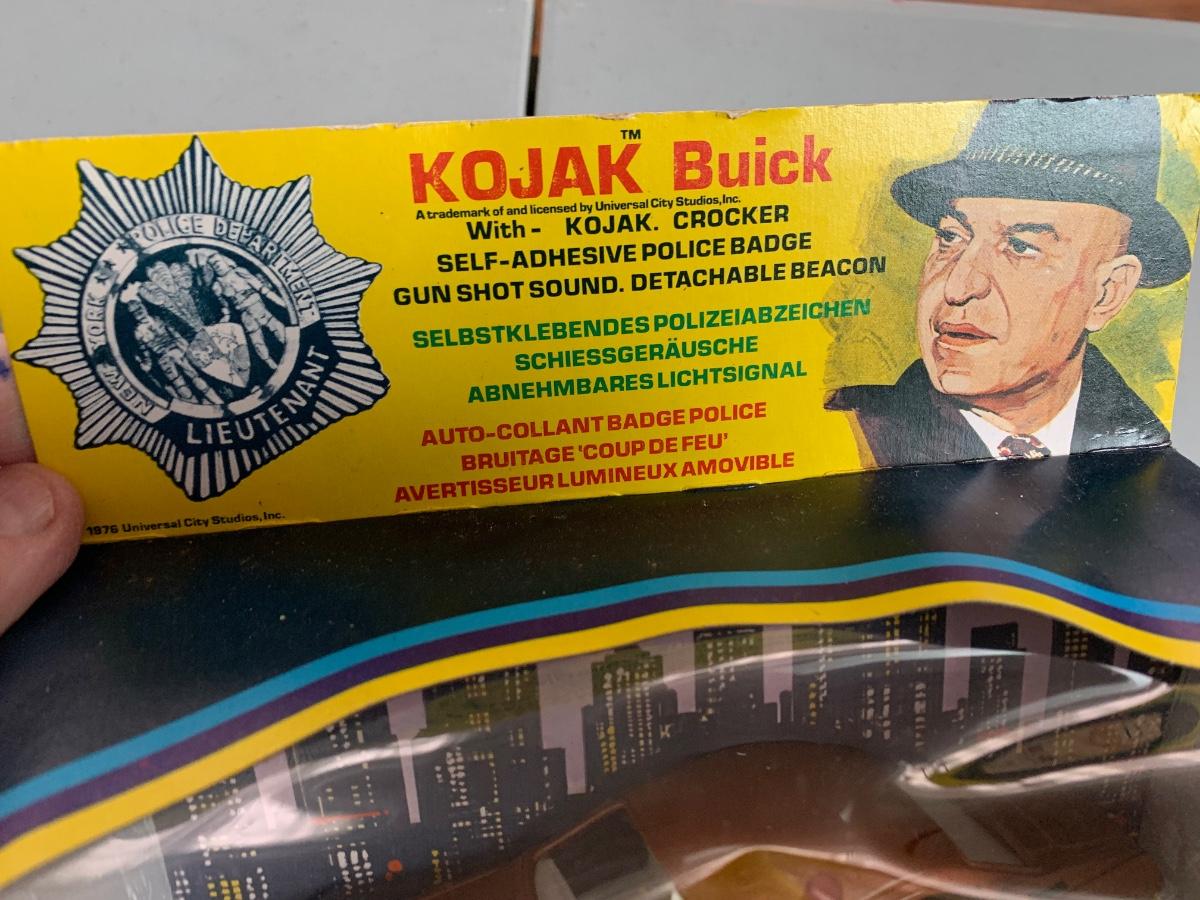 POLICE DEPARTMENT
NEW YORK
LIEUTENANT
1976 Universal City Studios, Inc.
KOJAK™ Buick
A trademark of and licensed by Universal City Studios, Inc.
With - KOJAK. CROCKER
SELF-ADHESIVE POLICE BADGE
GUN SHOT SOUND. DETACHABLE BEACON
SELBSTKLEBENDES POLIZEIABZEICHEN
SCHIESSGERÄUSCHE
ABNEHMBARES LICHTSIGNAL
AUTO-COLLANT BADGE POLICE
BRUITAGE 'COUP DE FEU'
AVERTISSEUR LUMINEUX AMOVIBLE